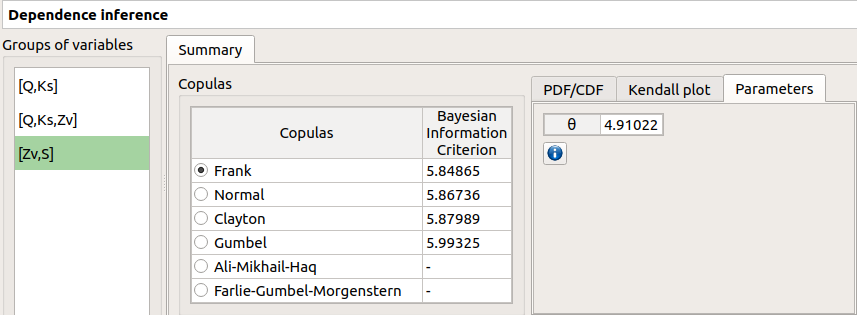 Dependence inference
Groups of variables
[Q,Ks]
[Q,Ks,Zv]
[Zv,S]
Summary
Copulas
Copulas
Bayesian
Information
Criterion
Frank 5.84865
Normal 5.86736
Clayton 5.87989
Gumbel 5.99325
Ali-Mikhail-Haq -
Farlie-Gumbel-Morgenstern -
PDF/CDF Kendall plot Parameters
θ 4.91022